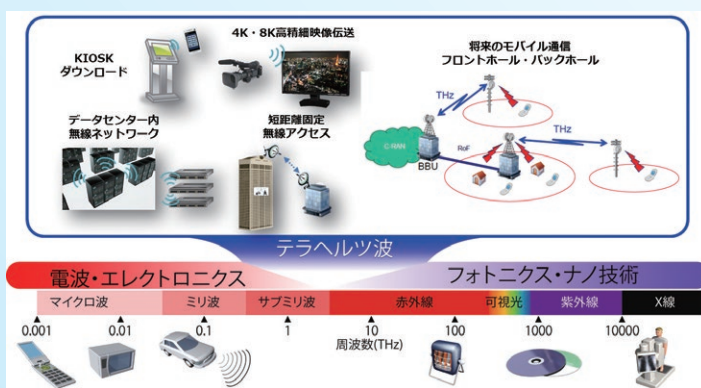 KIOSK
ダウンロード
4K・8K高精細映像伝送
将来のモバイル通信
フロントホール・バックホール
データセンター内
無線ネットワーク
短距離固定
無線アクセス
THz
THz
C-RAN
RoF
BBU
テラヘルツ波
電波・エレクトロニクス
フォトニクス・ナノ技術
マイクロ波 ミリ波 サブミリ波 赤外線 可視光 紫外線 X線
0.001 0.01 0.1 1 10 100 1000 10000
周波数(THz)